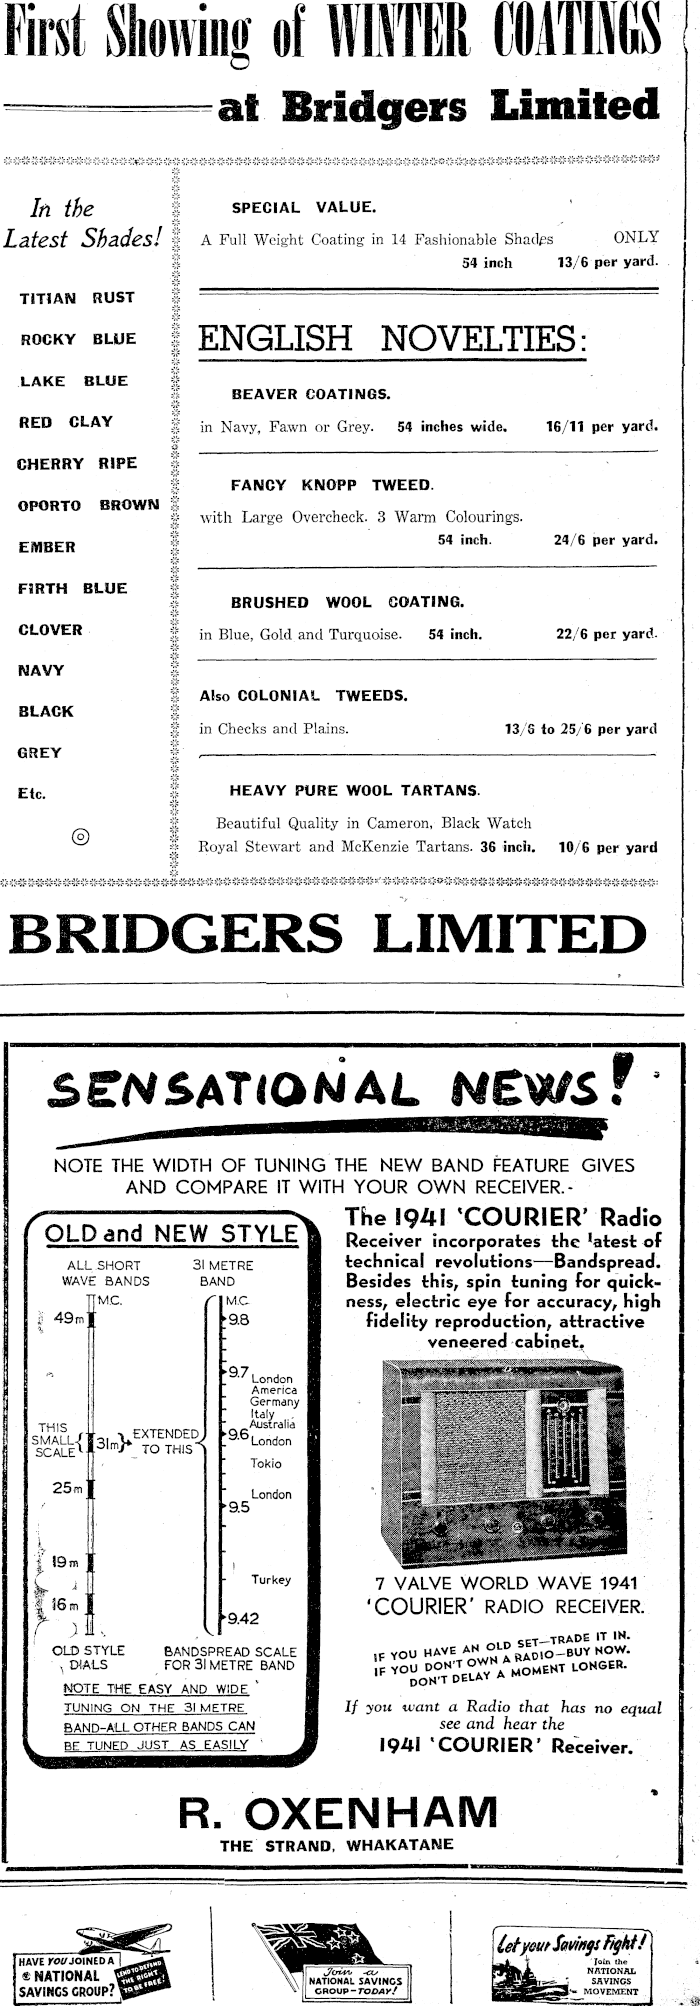 First Showing of WINTER COATINGS
at Bridgers Limited
In the
Latest Shades!
TITIAN RUST
ROCKY BLUE
LAKE BLUE
RED CLAY
CHERRY RIPE
OPORTO BROWN
EMBER
FIRTH BLUE
CLOVER
NAVY
BLACK
GREY
Etc.
SPECIAL VALUE.
A Full Weight Coating in 14 Fashionable Shades ONLY
54 inch 13/6 per yard.
ENGLISH NOVELTIES:
BEAVER COATINGS.
in Navy, Fawn or Grey. 54 inches wide. 16/11 per yard.
FANCY KNOPP TWEED.
with Large Overcheck. 3 Warm Colourings.
54 inch. 24/6 per yard.
BRUSHED WOOL COATING.
in Blue, Gold and Turquoise. 54 inch. 22/6 per yard.
Also COLONIAL TWEEDS.
in Checks and Plains. 13/6 to 25/6 per yard
HEAVY PURE WOOL TARTANS.
Beautiful Quality in Cameron, Black Watch
Royal Stewart and McKenzie Tartans. 36 inch. 10/6 per yard
BRIDGERS LIMITED
SENSATIONAL NEWS!
NOTE THE WIDTH OF TUNING THE NEW BAND FEATURE GIVES
AND COMPARE IT WITH YOUR OWN RECEIVER.-
OLD and NEW STYLE
ALL SHORT
WAVE BANDS
M.C.
49m
THIS
SMALL
SCALE
31m
EXTENDED
TO THIS
25m
19m
16m
OLD STYLE
DIALS
31 METRE
BAND
M.C.
9.8
9.7
London
America
Germany
Italy
Australia
9.6
London
Tokio
London
9.5
Turkey
9.42
BANDSPREAD SCALE
FOR 31 METRE BAND
NOTE THE EASY AND WIDE
TUNING ON THE 31 METRE
BAND-ALL OTHER BANDS CAN
BE TUNED JUST AS EASILY
The 1941 'COURIER' Radio
Receiver incorporates the latest of
technical revolutions—Bandspread.
Besides this, spin tuning for quick-
ness, electric eye for accuracy, high
fidelity reproduction, attractive
veneered cabinet.
7 VALVE WORLD WAVE 1941
'COURIER' RADIO RECEIVER.
IF YOU HAVE AN OLD SET—TRADE IT IN.
IF YOU DON'T OWN A RADIO—BUY NOW.
DON'T DELAY A MOMENT LONGER.
If you want a Radio that has no equal
see and hear the
1941 'COURIER' Receiver.
R. OXENHAM
THE STRAND, WHAKATANE
HAVE YOU JOINED A
NATIONAL
SAVINGS GROUP?
LEND TO DEFEND
THE RIGHT
TO BE FREE!
Join a
NATIONAL SAVINGS
GROUP—TODAY!
Let your Savings Fight!
Join the
NATIONAL
SAVINGS
MOVEMENT